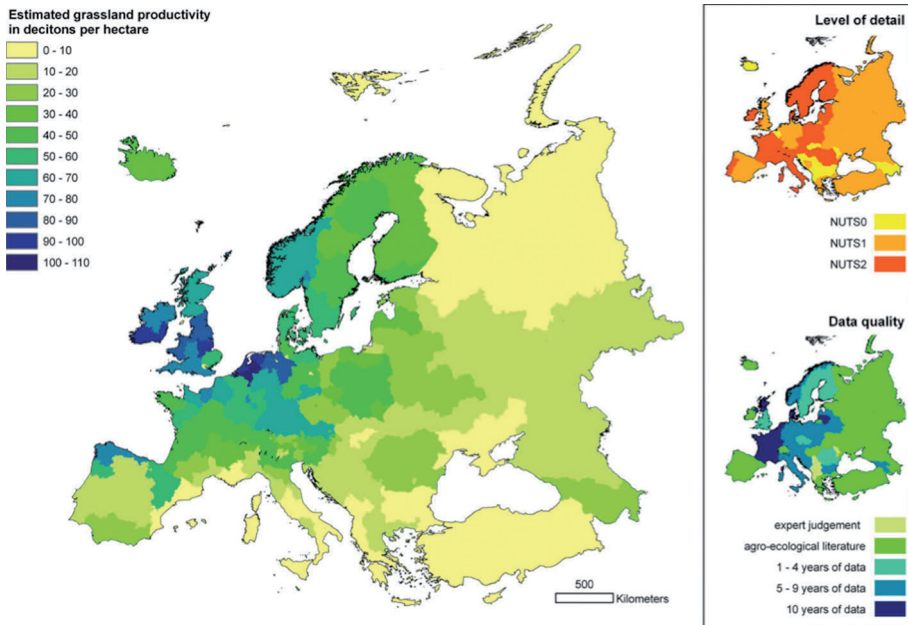 Estimated grassland productivity
in decitons per hectare
0 - 10
10 - 20
20 - 30
30 - 40
40 - 50
50 - 60
60 - 70
70 - 80
80 - 90
90 - 100
100 - 110
500
Kilometers
Level of detail
NUTS0
NUTS1
NUTS2
Data quality
expert judgement
agro-ecological literature
1 - 4 years of data
5 - 9 years of data
10 years of data